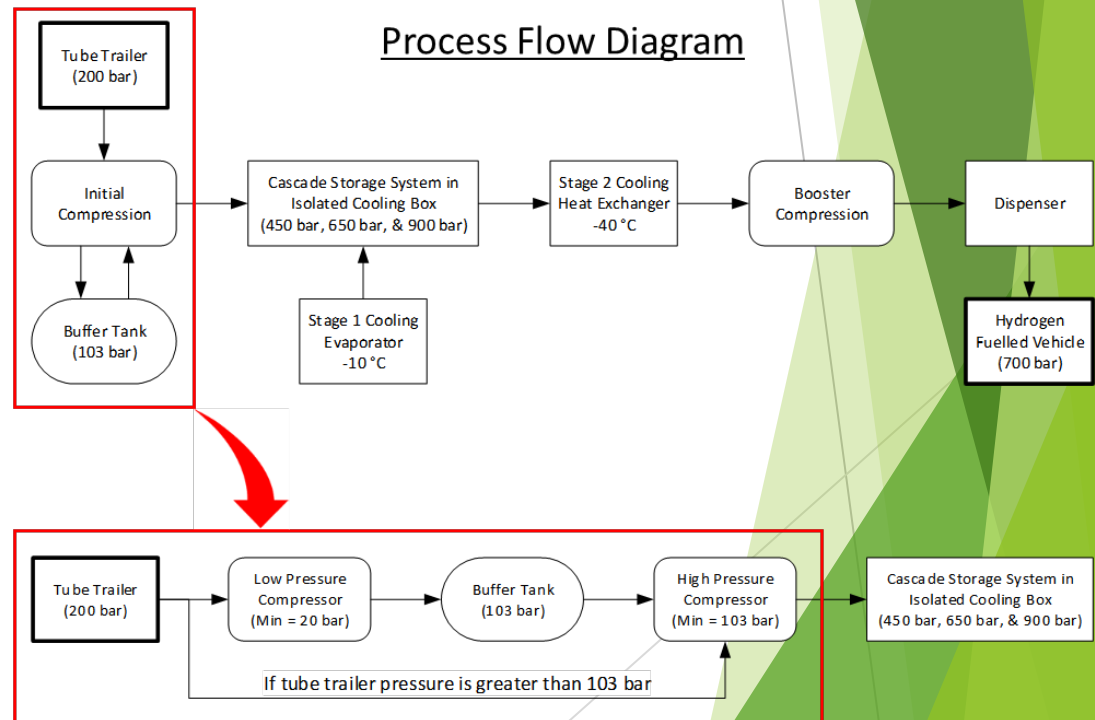 Process Flow Diagram
Tube Trailer
(200 bar)
Initial
Compression
Cascade Storage System in
Isolated Cooling Box
(450 bar, 650 bar, & 900 bar)
Stage 2 Cooling
Heat Exchanger
-40 °C
Booster
Compression
Dispenser
Buffer Tank
(103 bar)
Stage 1 Cooling
Evaporator
-10 °C
Hydrogen
Fuelled Vehicle
(700 bar)
Tube Trailer
(200 bar)
Low Pressure
Compressor
(Min = 20 bar)
Buffer Tank
(103 bar)
High Pressure
Compressor
(Min = 103 bar)
Cascade Storage System in
Isolated Cooling Box
(450 bar, 650 bar, & 900 bar)
If tube trailer pressure is greater than 103 bar